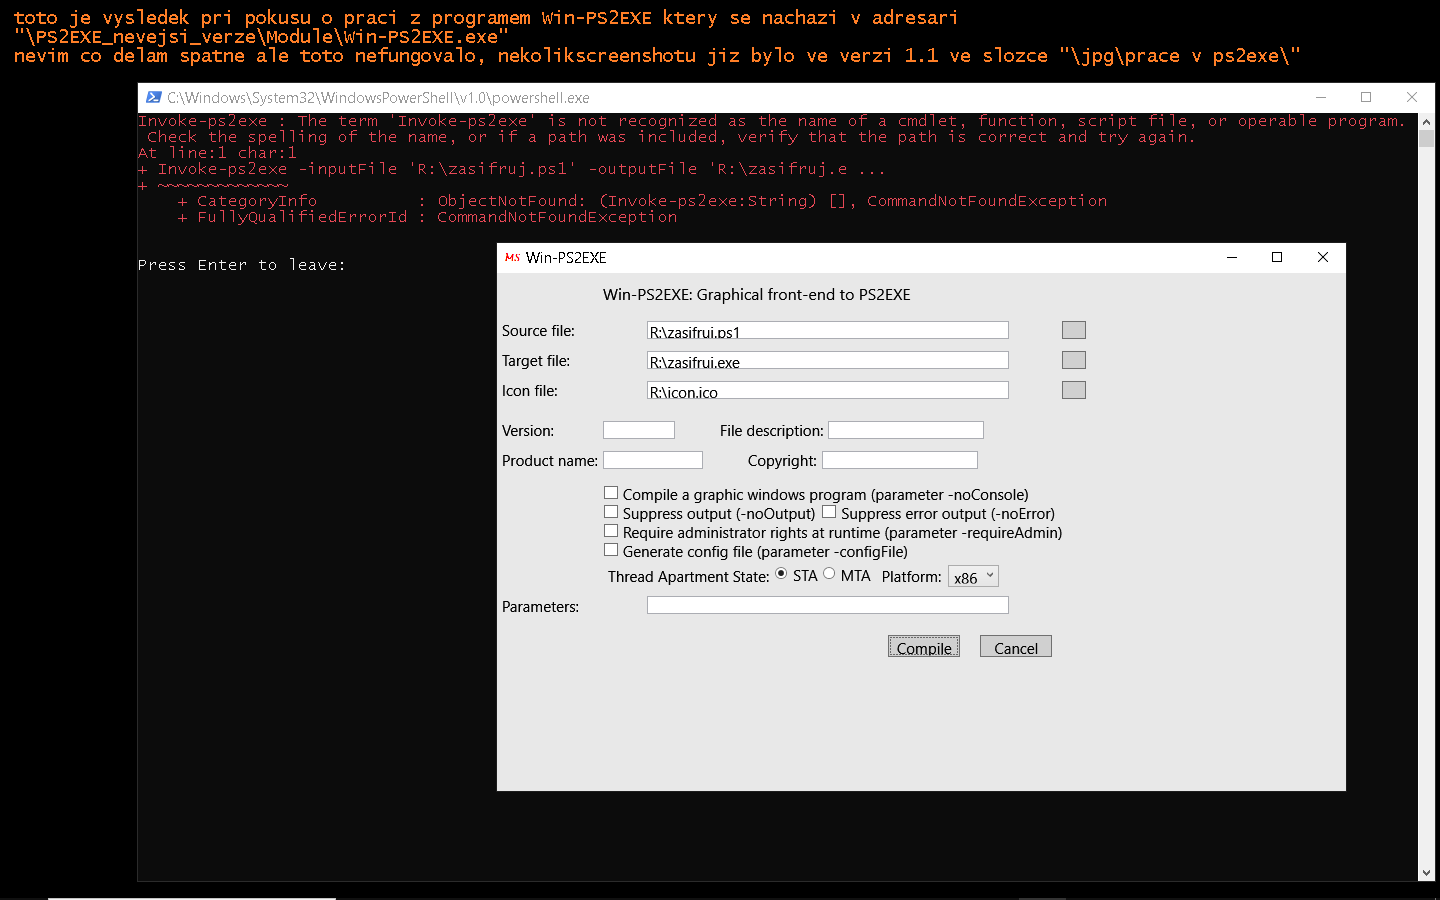 toto je vysledek pri pokusu o praci z programem Win-PS2EXE ktery se nachazi v adresari
"\PS2EXE_nevejsi_verze\Module\Win-PS2EXE.exe"
nevim co delam spatne ale toto nefungovalo, nekolikscreenshotu jiz bylo ve verzi 1.1 ve slozce "\jpg\prace v ps2exe\"
C:\Windows\System32\WindowsPowerShell\v1.0\powershell.exe
Invoke-ps2exe : The term 'Invoke-ps2exe' is not recognized as the name of a cmdlet, function, script file, or operable program.
Check the spelling of the name, or if a path was included, verify that the path is correct and try again.
At line:1 char:1
+ Invoke-ps2exe -inputFile 'R:\zasifruj.ps1' -outputFile 'R:\zasifruj.e ...
+ ~~~~~~~~~~~~~
+ CategoryInfo : ObjectNotFound: (Invoke-ps2exe:String) [], CommandNotFoundException
+ FullyQualifiedErrorId : CommandNotFoundException
Press Enter to leave:
MS Win-PS2EXE
Win-PS2EXE: Graphical front-end to PS2EXE
Source file: R:\zasifruj.ps1
Target file: R:\zasifruj.exe
Icon file: R:\icon.ico
Version: File description:
Product name: Copyright:
Compile a graphic windows program (parameter -noConsole)
Suppress output (-noOutput) Suppress error output (-noError)
Require administrator rights at runtime (parameter -requireAdmin)
Generate config file (parameter -configFile)
Thread Apartment State: STA MTA Platform: x86
Parameters:
Compile Cancel